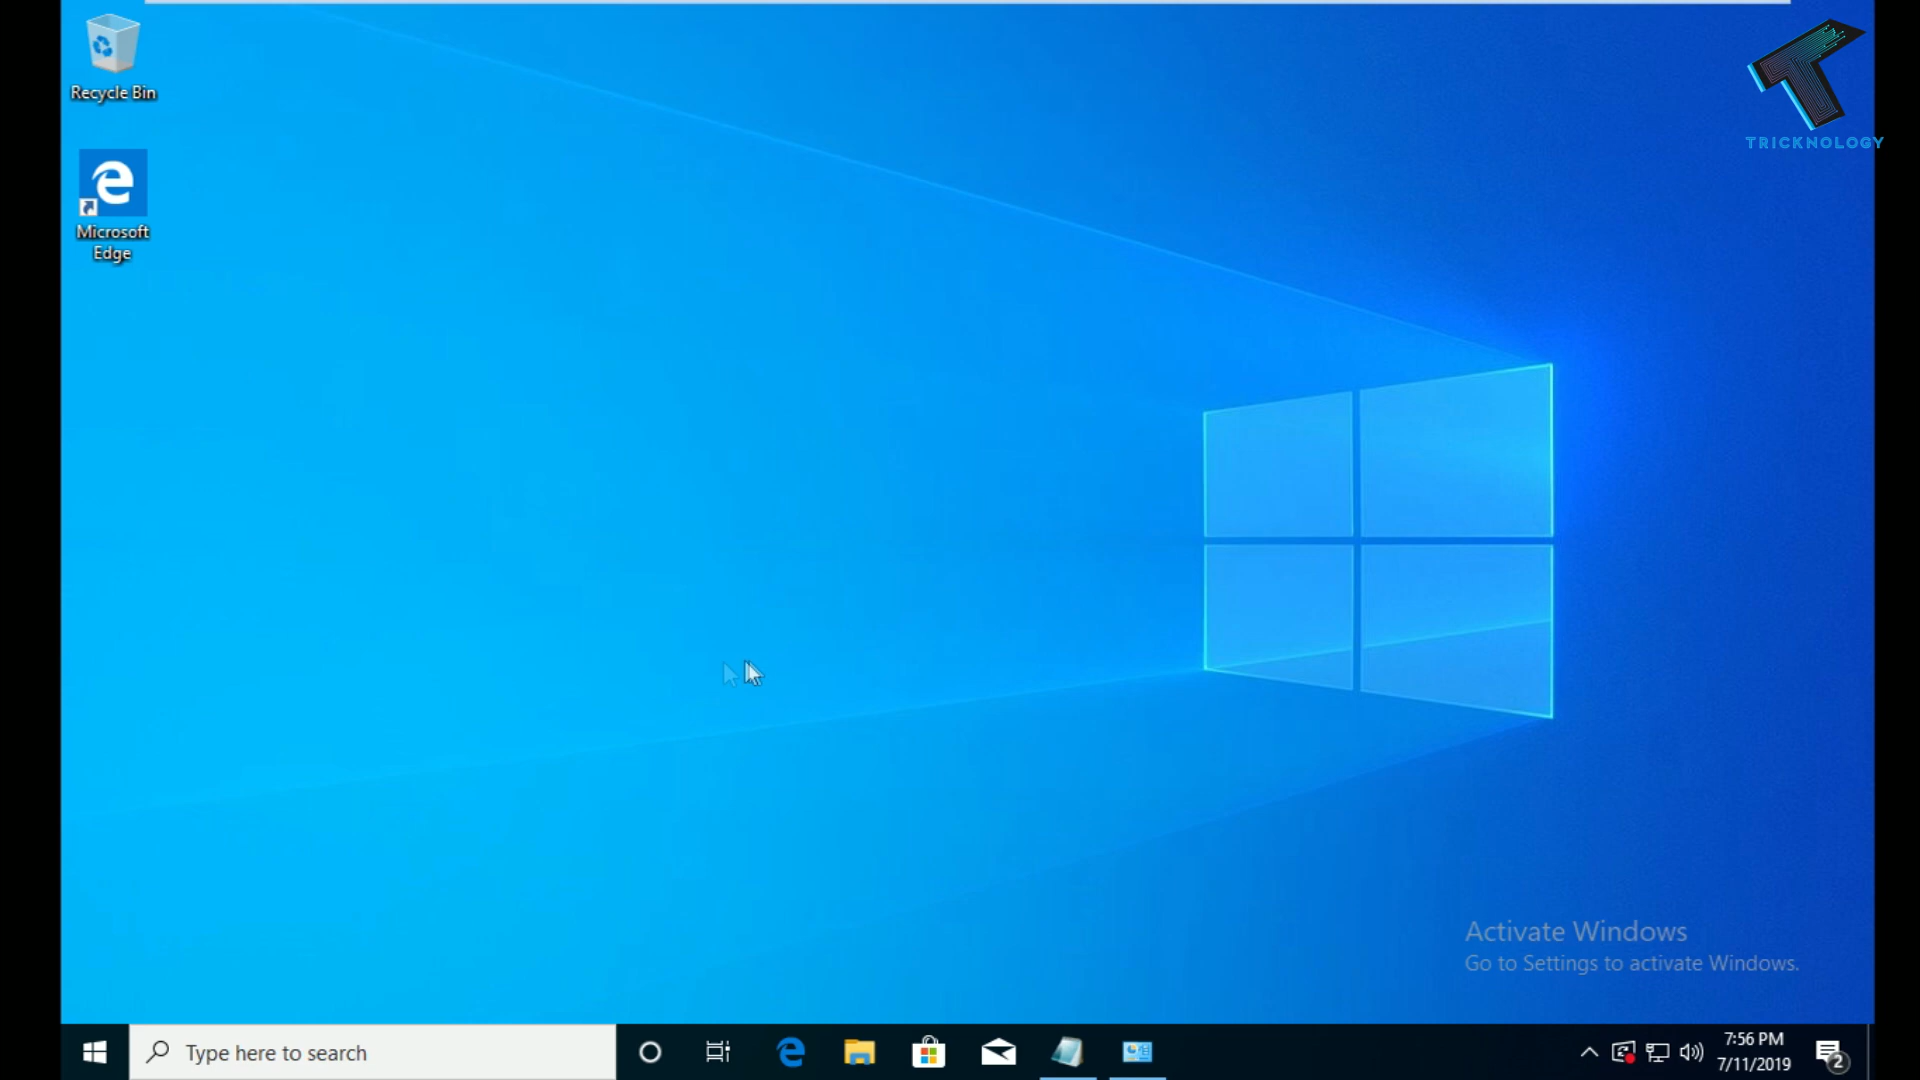 Recycle Bin
TRICKNOLOGY
Microsoft
Edge
Activate Windows
Go to Settings to activate Windows.
Type here to search
7:56 PM
7/11/2019
2